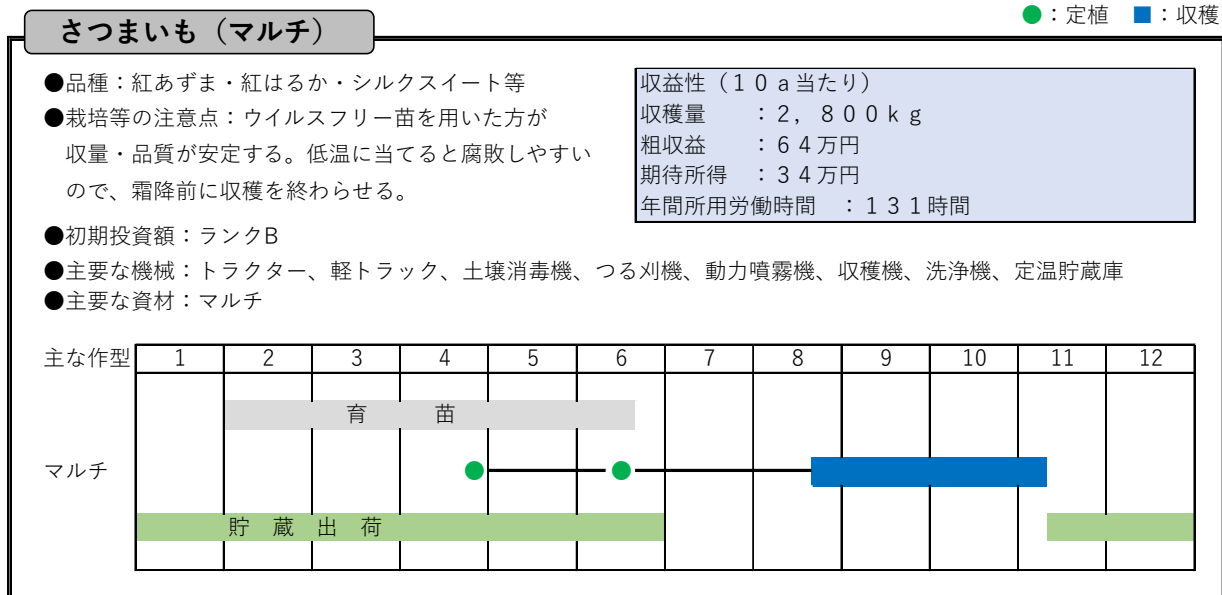 ●：定植　■：収穫
さつまいも（マルチ）
●品種：紅あずま・紅はるか・シルクスイート等
●栽培等の注意点：ウイルスフリー苗を用いた方が
収量・品質が安定する。低温に当てると腐敗しやすい
ので、霜降前に収穫を終わらせる。
収益性（１０ａ当たり）
収穫量　　：２，８００ｋｇ
粗収益　　：６４万円
期待所得　：３４万円
年間所用労働時間　：１３１時間
●初期投資額：ランクB
●主要な機械：トラクター、軽トラック、土壌消毒機、つる刈機、動力噴霧機、収穫機、洗浄機、定温貯蔵庫
●主要な資材：マルチ
主な作型　1　2　3　4　5　6　7　8　9　10　11　12
育　苗
マルチ
貯　蔵　出　荷